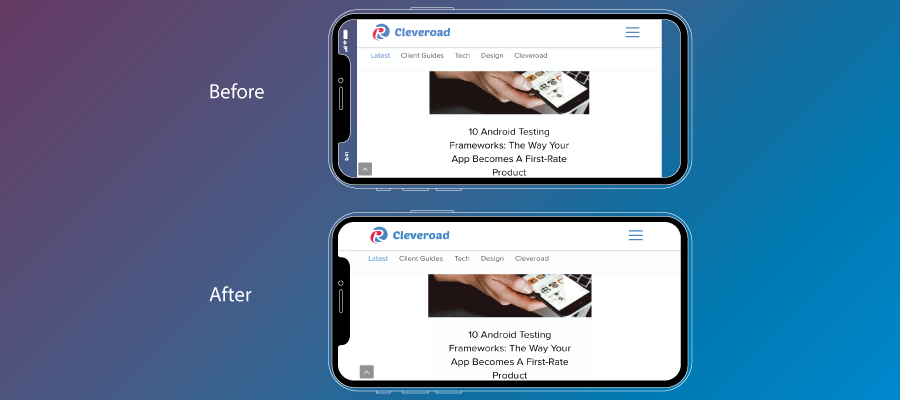 Cleveroad
Latest Client Guides Tech Design Cleveroad
Before
10 Android Testing
Frameworks: The Way Your
App Becomes A First-Rate
Product
9:41
Cleveroad
Latest Client Guides Tech Design Cleveroad
After
10 Android Testing
Frameworks: The Way Your
App Becomes A First-Rate
Product